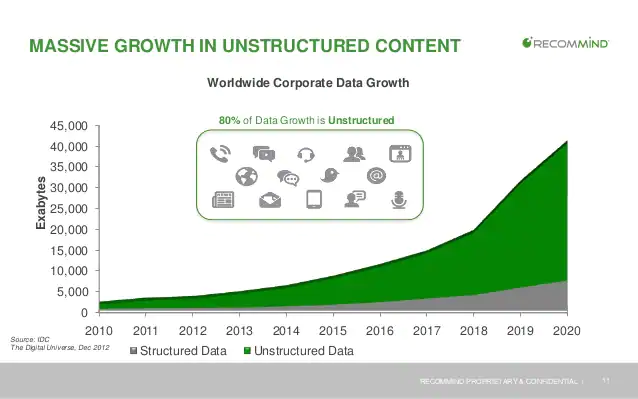 MASSIVE GROWTH IN UNSTRUCTURED CONTENT
RECOMMIND
Worldwide Corporate Data Growth
80% of Data Growth is Unstructured
Exabytes
45,000
40,000
35,000
30,000
25,000
20,000
15,000
10,000
5,000
0
2010 2011 2012 2013 2014 2015 2016 2017 2018 2019 2020
Source: IDC
The Digital Universe, Dec 2012
Structured Data Unstructured Data
RECOMMIND PROPRIETARY & CONFIDENTIAL | 11